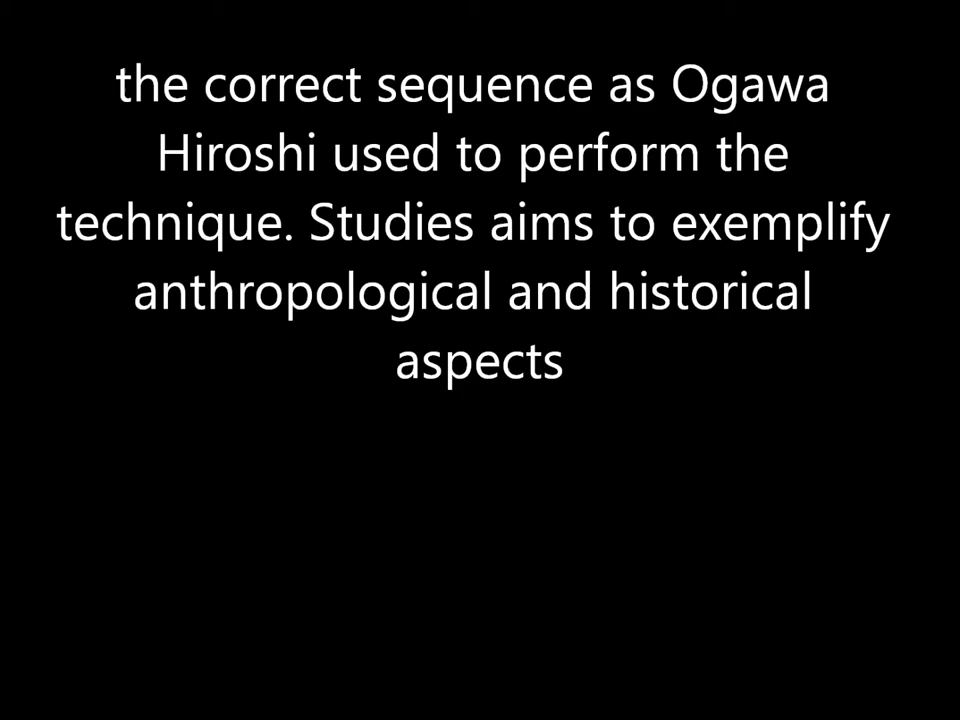 the correct sequence as Ogawa
Hiroshi used to perform the
technique. Studies aims to exemplify
anthropological and historical
aspects